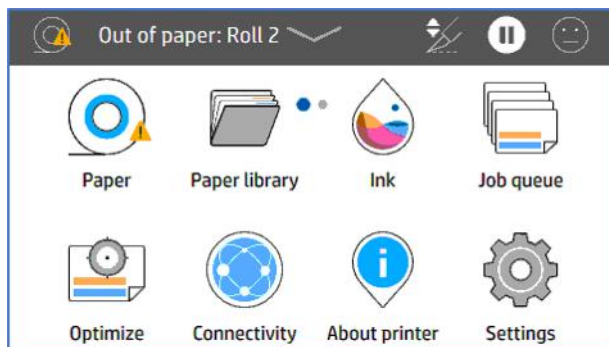 Out of paper: Roll 2
Paper Paper library Ink Job queue
i
Optimize Connectivity About printer Settings